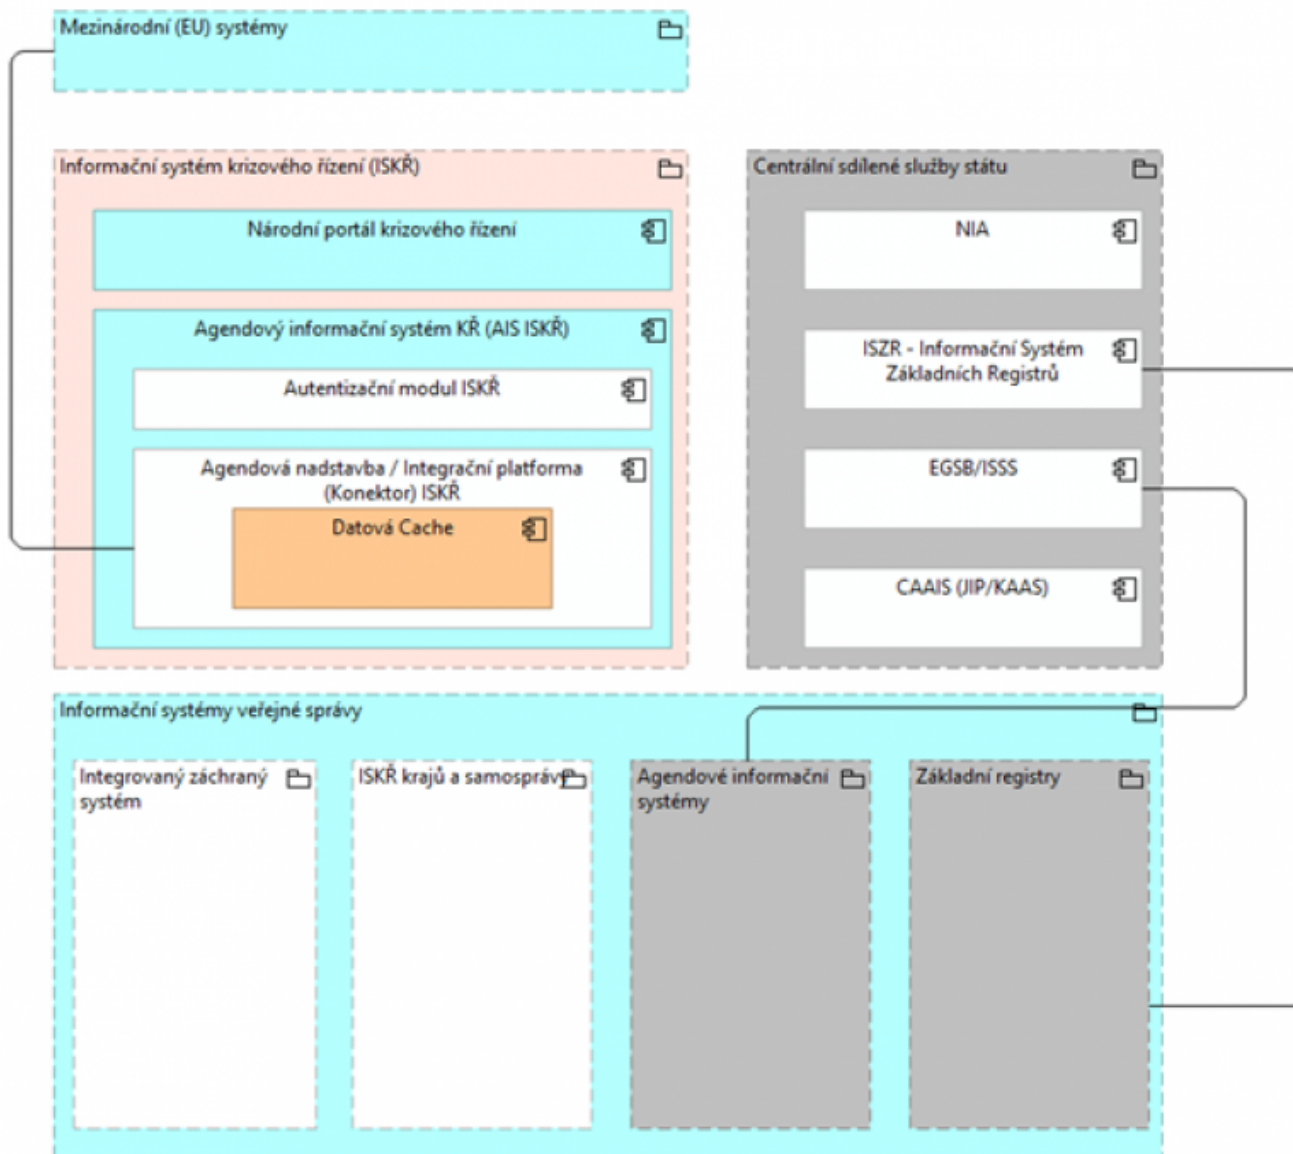 Mezinárodní (EU) systémy
Informační systém krizového řízení (ISKŘ)
Národní portál krizového řízení
Agendový informační systém KŘ (AIS ISKŘ)
Autentizační modul ISKŘ
Agendová nadstavba / Integrační platforma
(Konektor) ISKŘ
Datová Cache
Centrální sdílené služby státu
NIA
ISZR - Informační Systém
Základních Registrů
EGSB/ISSS
CAAIS (JIP/KAAS)
Informační systémy veřejné správy
Integrovaný záchraný
systém
ISKŘ krajů a samosprávy
Agendové informační
systémy
Základní registry